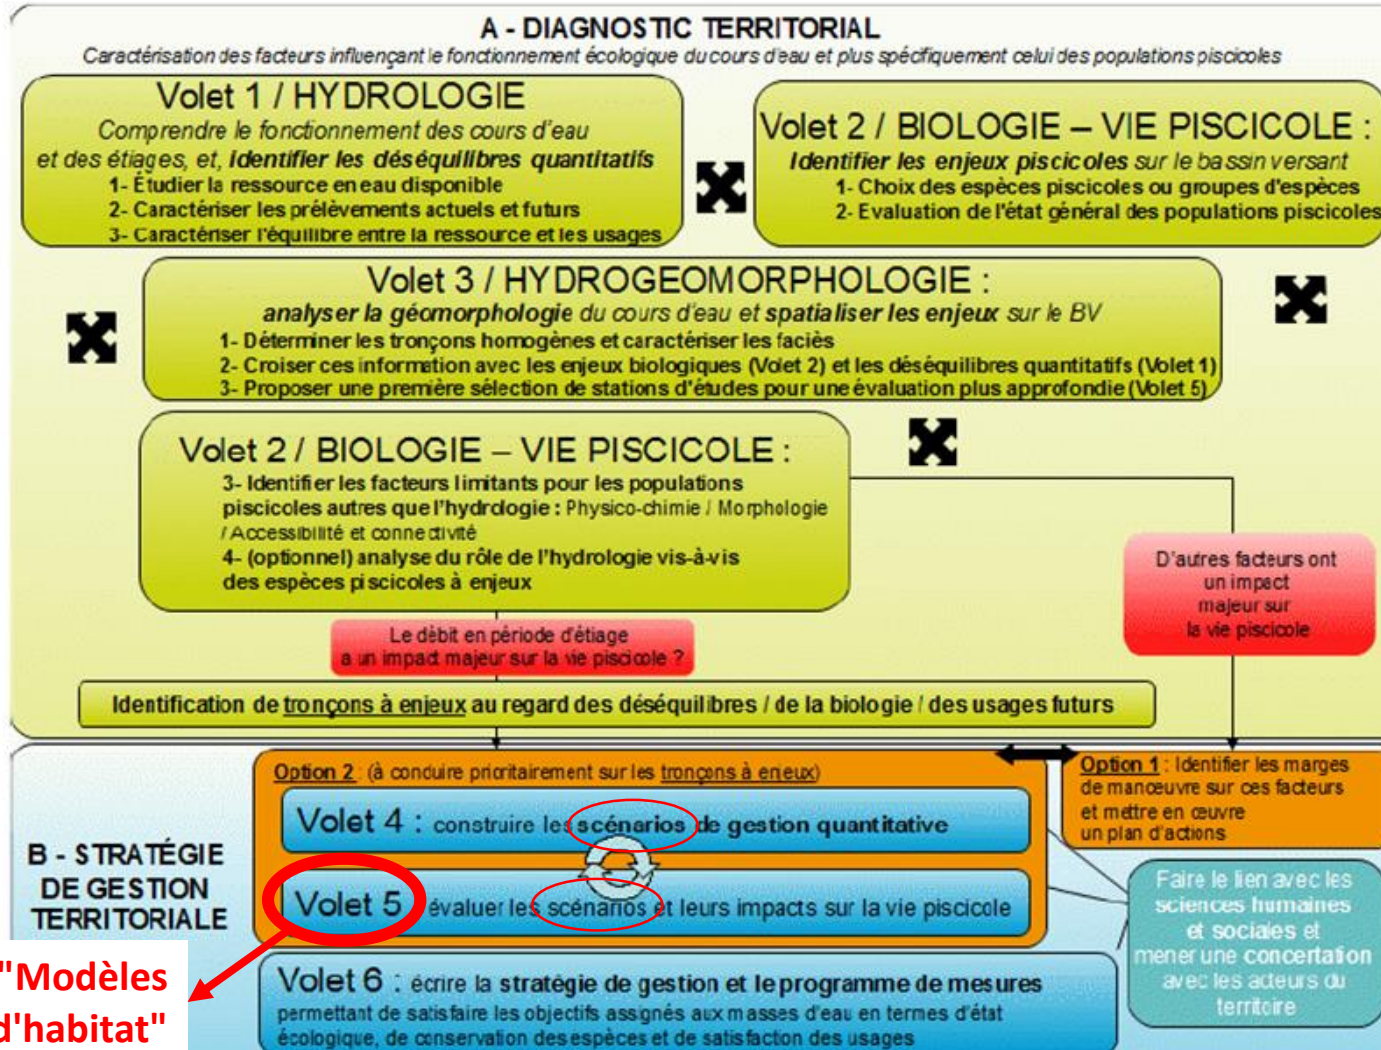 A - DIAGNOSTIC TERRITORIAL
Caractérisation des facteurs influençant le fonctionnement écologique du cours d'eau et plus spécifiquement celui des populations piscicoles
Volet 1 / HYDROLOGIE
Comprendre le fonctionnement des cours d'eau
et des étiages, et, identifier les déséquilibres quantitatifs
1- Étudier la ressource en eau disponible
2- Caractériser les prélèvements actuels et futurs
3- Caractériser l'équilibre entre la ressource et les usages
Volet 2 / BIOLOGIE – VIE PISCICOLE :
Identifier les enjeux piscicoles sur le bassin versant
1- Choix des espèces piscicoles ou groupes d'espèces
2- Evaluation de l'état général des populations piscicoles
Volet 3 / HYDROGEOMORPHOLOGIE :
analyser la géomorphologie du cours d'eau et spatialiser les enjeux sur le BV
1- Déterminer les tronçons homogènes et caractériser les faciès
2- Croiser ces information avec les enjeux biologiques (Volet 2) et les déséquilibres quantitatifs (Volet 1)
3- Proposer une première sélection de stations d'études pour une évaluation plus approfondie (Volet 5)
Volet 2 / BIOLOGIE – VIE PISCICOLE :
3- Identifier les facteurs limitants pour les populations
piscicoles autres que l'hydrologie : Physico-chimie / Morphologie
/ Accessibilité et connectivité
4- (optionnel) analyse du rôle de l'hydrologie vis-à-vis
des espèces piscicoles à enjeux
D'autres facteurs ont
un impact
majeur sur
la vie piscicole
Le débit en période d'étiage
a un impact majeur sur la vie piscicole ?
Identification de tronçons à enjeux au regard des déséquilibres / de la biologie / des usages futurs
B - STRATÉGIE
DE GESTION
TERRITORIALE
Option 2 : (à conduire prioritairement sur les tronçons à enjeux)
Volet 4 : construire les scénarios de gestion quantitative
Volet 5 évaluer les scénarios et leurs impacts sur la vie piscicole
Option 1 : Identifier les marges
de manœuvre sur ces facteurs
et mettre en œuvre
un plan d'actions
Faire le lien avec les
sciences humaines
et sociales et
mener une concertation
avec les acteurs du
territoire
Volet 6 : écrire la stratégie de gestion et le programme de mesures
permettant de satisfaire les objectifs assignés aux masses d'eau en termes d'état
écologique, de conservation des espèces et de satisfaction des usages
"Modèles
d'habitat"